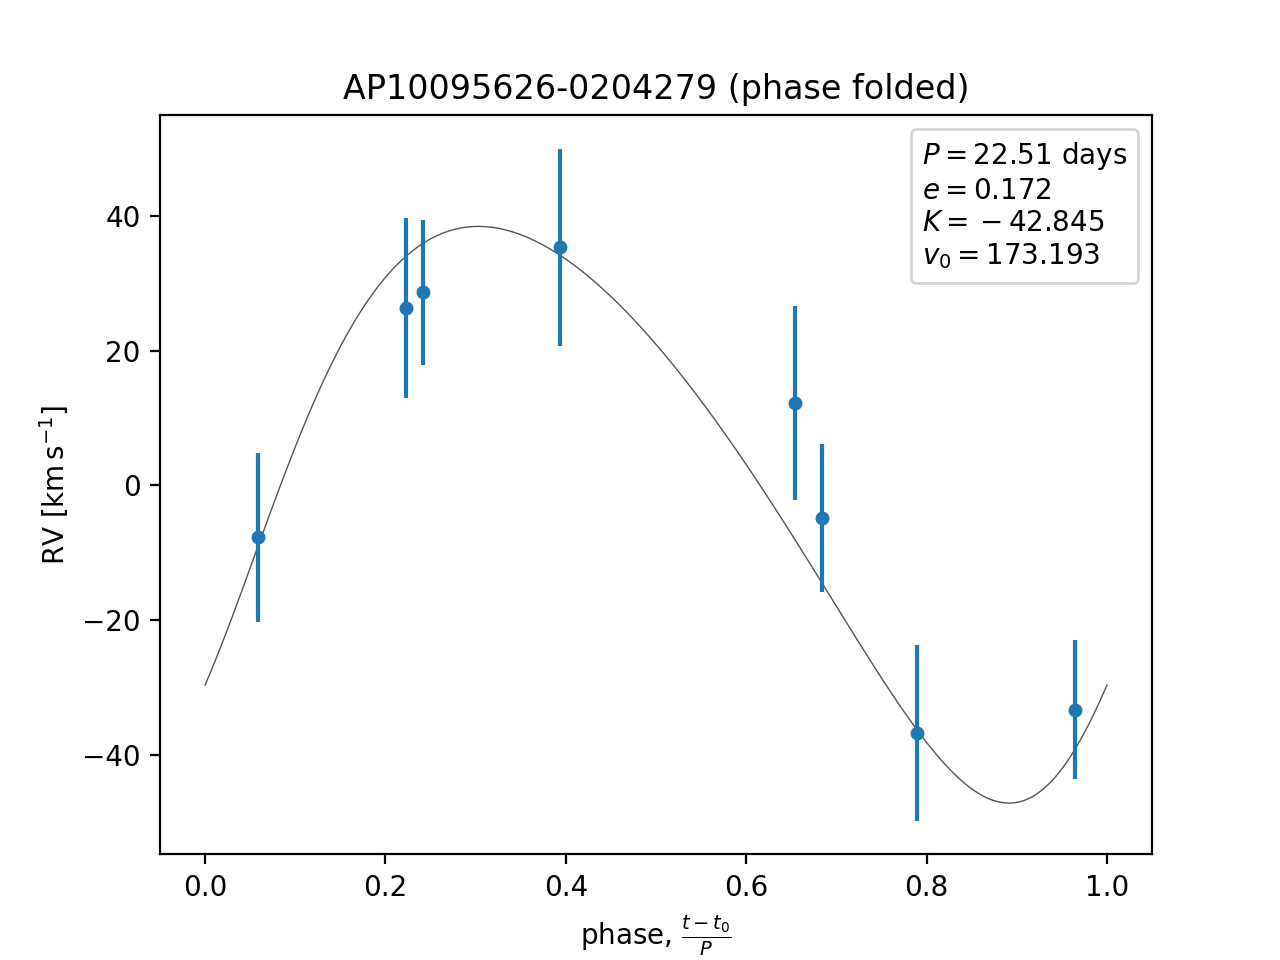 AP10095626-0204279 (phase folded)
P = 22.51 days
e = 0.172
K = −42.845
v₀ = 173.193
40
20
0
−20
−40
RV [km s⁻¹]
0.0 0.2 0.4 0.6 0.8 1.0
phase, (t − t₀)/P